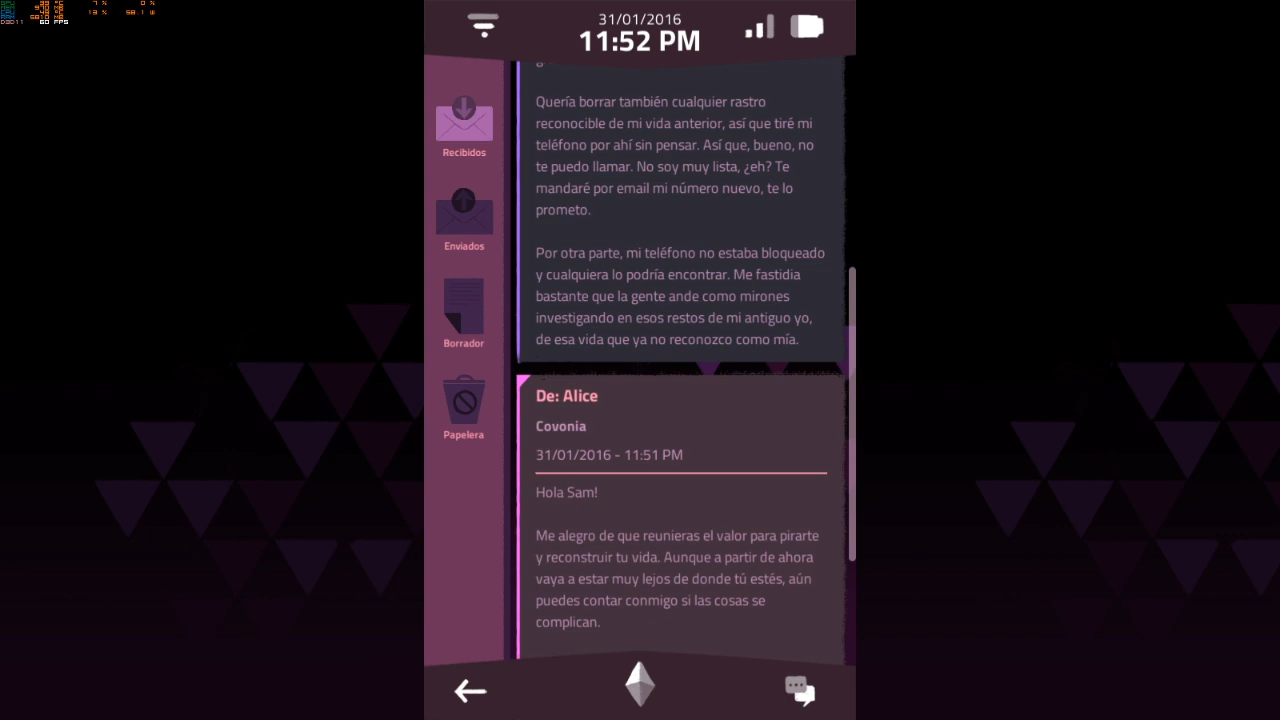 31/01/2016
11:52 PM
Recibidos
Enviados
Borrador
Papelera
Quería borrar también cualquier rastro
reconocible de mi vida anterior, así que tiré mi
teléfono por ahí sin pensar. Así que, bueno, no
te puedo llamar. No soy muy lista, ¿eh? Te
mandaré por email mi número nuevo, te lo
prometo.
Por otra parte, mi teléfono no estaba bloqueado
y cualquiera lo podría encontrar. Me fastidia
bastante que la gente ande como mirones
investigando en esos restos de mi antiguo yo,
de esa vida que ya no reconozco como mía.
De: Alice
Covonia
31/01/2016 - 11:51 PM
Hola Sam!
Me alegro de que reunieras el valor para pirarte
y reconstruir tu vida. Aunque a partir de ahora
vaya a estar muy lejos de donde tú estés, aún
puedes contar conmigo si las cosas se
complican.